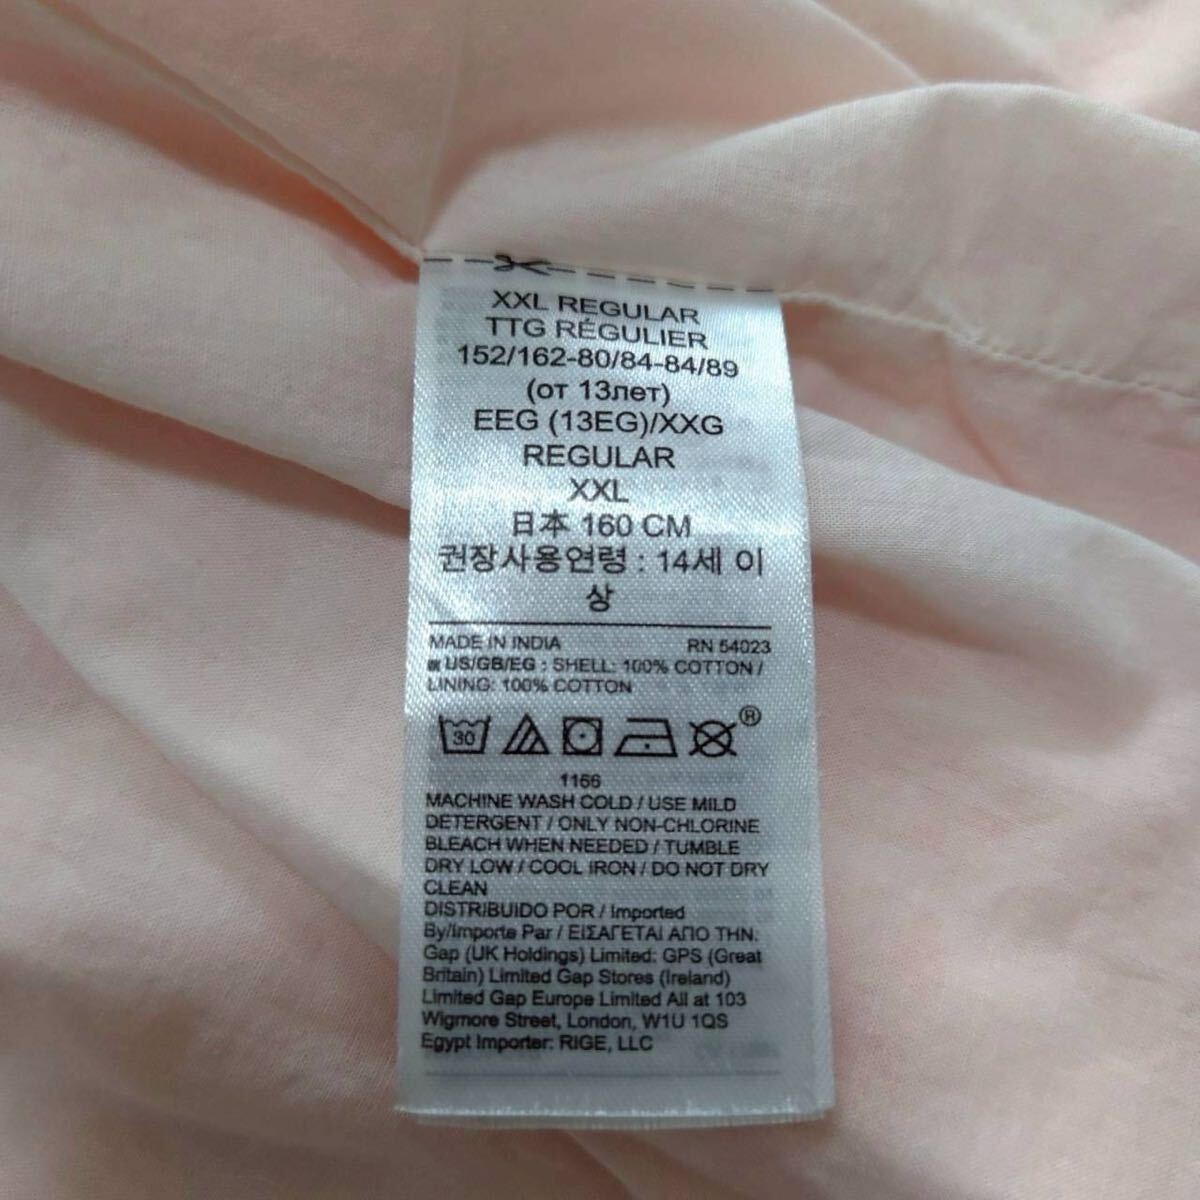 XXL REGULAR
TTG RÉGULIER
152/162-80/84-84/89
(от 13лет)
EEG (13EG)/XXG
REGULAR
XXL
日本 160 CM
권장사용연령 : 14세 이
상
MADE IN INDIA RN 54023
US/GB/EG : SHELL: 100% COTTON /
LINING: 100% COTTON
30
®
1166
MACHINE WASH COLD / USE MILD
DETERGENT / ONLY NON-CHLORINE
BLEACH WHEN NEEDED / TUMBLE
DRY LOW / COOL IRON / DO NOT DRY
CLEAN
DISTRIBUIDO POR / Imported
By/Importe Par / ΕΙΣΑΓΕΤΑΙ ΑΠΟ ΤΗΝ:
Gap (UK Holdings) Limited: GPS (Great
Britain) Limited Gap Stores (Ireland)
Limited Gap Europe Limited All at 103
Wigmore Street, London, W1U 1QS
Egypt Importer: RIGE, LLC